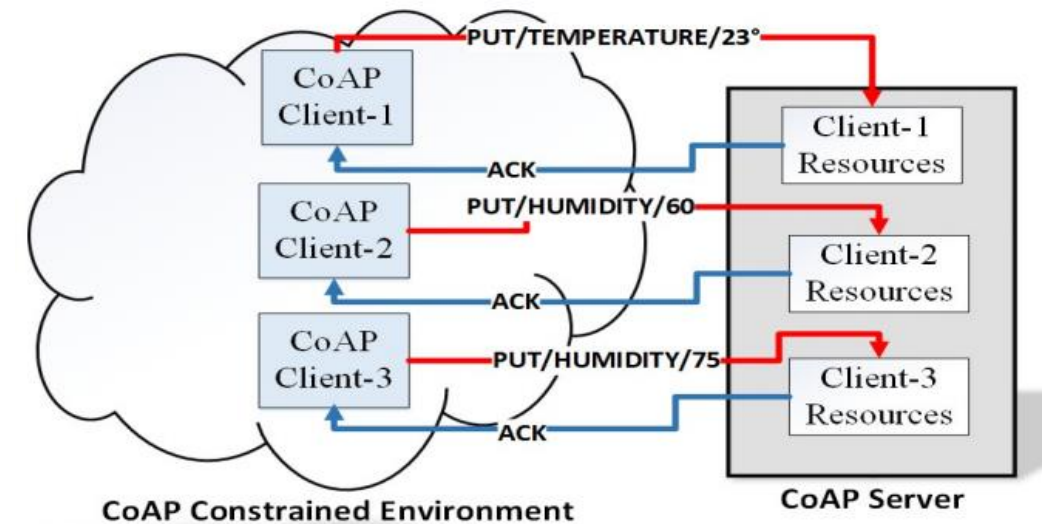 PUT/TEMPERATURE/23°
CoAP
Client-1
Client-1
Resources
ACK
CoAP
Client-2
PUT/HUMIDITY/60
Client-2
Resources
ACK
CoAP
Client-3
PUT/HUMIDITY/75
Client-3
Resources
ACK
CoAP Constrained Environment
CoAP Server